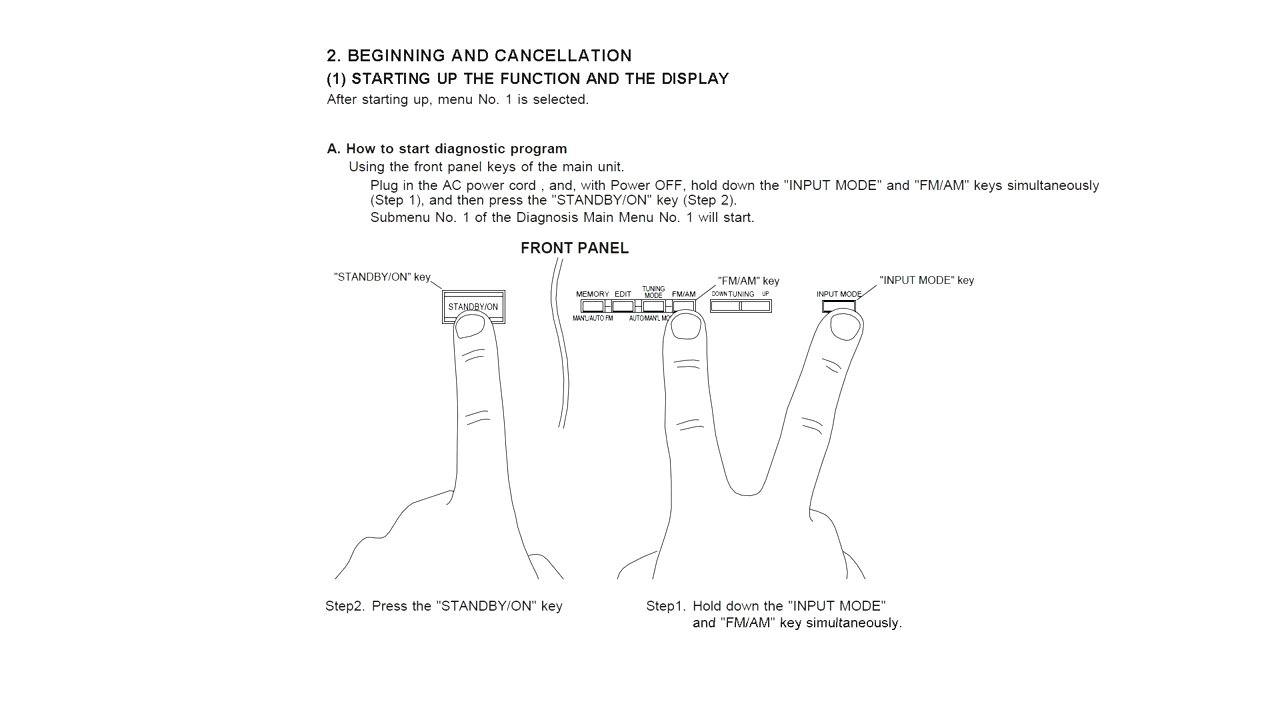 2. BEGINNING AND CANCELLATION
(1) STARTING UP THE FUNCTION AND THE DISPLAY
After starting up, menu No. 1 is selected.
A. How to start diagnostic program
Using the front panel keys of the main unit.
Plug in the AC power cord , and, with Power OFF, hold down the "INPUT MODE" and "FM/AM" keys simultaneously
(Step 1), and then press the "STANDBY/ON" key (Step 2).
Submenu No. 1 of the Diagnosis Main Menu No. 1 will start.
FRONT PANEL
"STANDBY/ON" key
"FM/AM" key
"INPUT MODE" key
STANDBY/ON
MEMORY EDIT TUNING MODE FM/AM DOWN TUNING UP INPUT MODE
MAN'L/AUTO FM AUTO/MAN'L MO
Step2. Press the "STANDBY/ON" key
Step1. Hold down the "INPUT MODE"
and "FM/AM" key simultaneously.